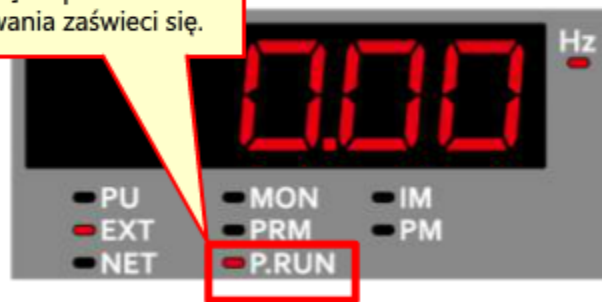 wania zaświeci się.
0.00
Hz
PU MON IM
EXT PRM PM
NET P.RUN